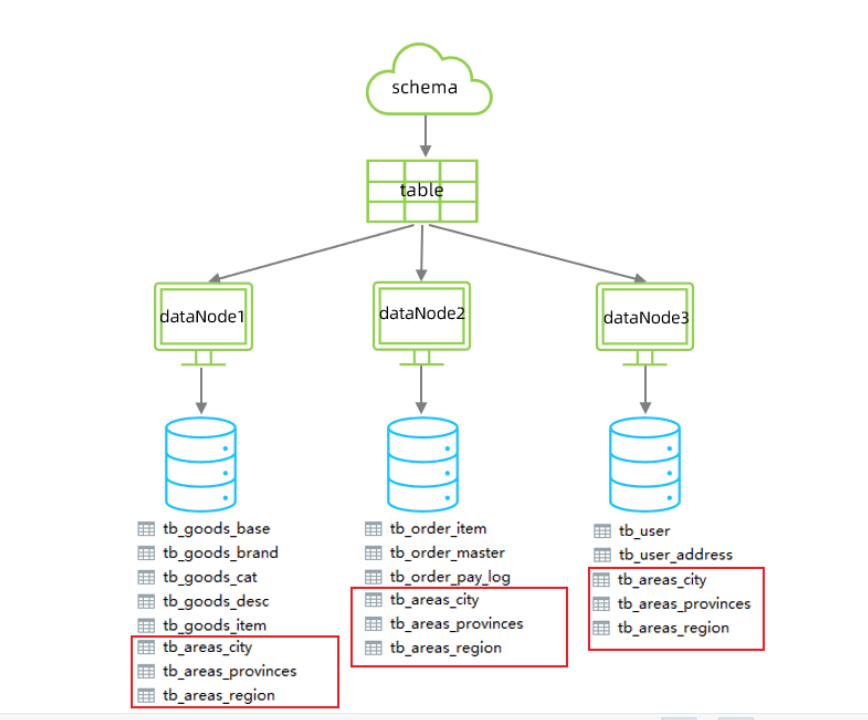 schema
table
dataNode1
dataNode2
dataNode3
tb_goods_base
tb_goods_brand
tb_goods_cat
tb_goods_desc
tb_goods_item
tb_areas_city
tb_areas_provinces
tb_areas_region
tb_order_item
tb_order_master
tb_order_pay_log
tb_areas_city
tb_areas_provinces
tb_areas_region
tb_user
tb_user_address
tb_areas_city
tb_areas_provinces
tb_areas_region